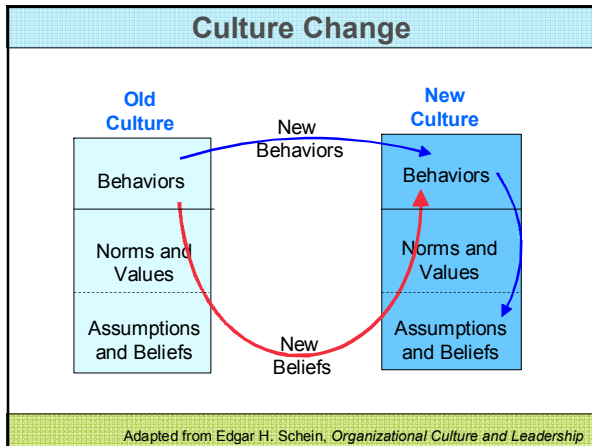 Culture Change
Old
Culture
New
Behaviors
New
Culture
Behaviors
Norms and
Values
Assumptions
and Beliefs
Behaviors
Norms and
Values
Assumptions
and Beliefs
New
Beliefs
Adapted from Edgar H. Schein, Organizational Culture and Leadership